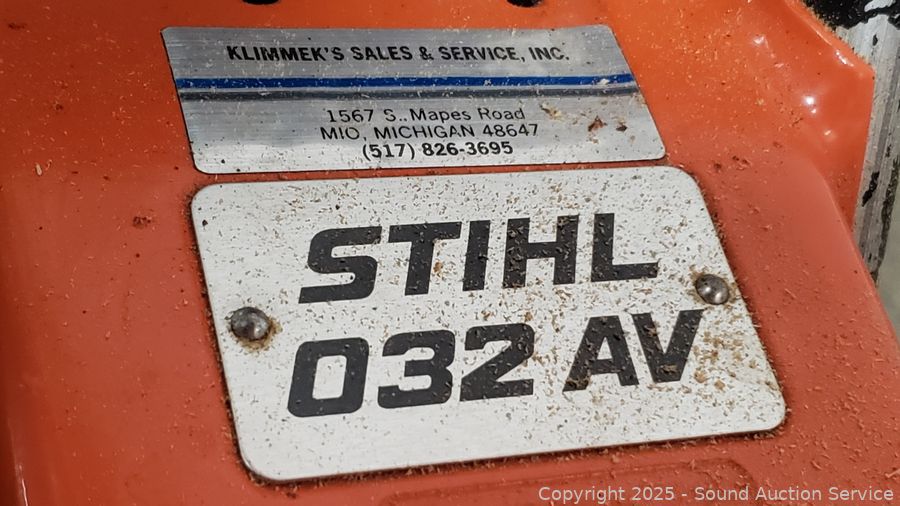 KLIMMEK'S SALES & SERVICE, INC.
1567 S.. Mapes Road
MIO, MICHIGAN 48647
(517) 826-3695
STIHL
032 AV
Copyright 2025 - Sound Auction Service